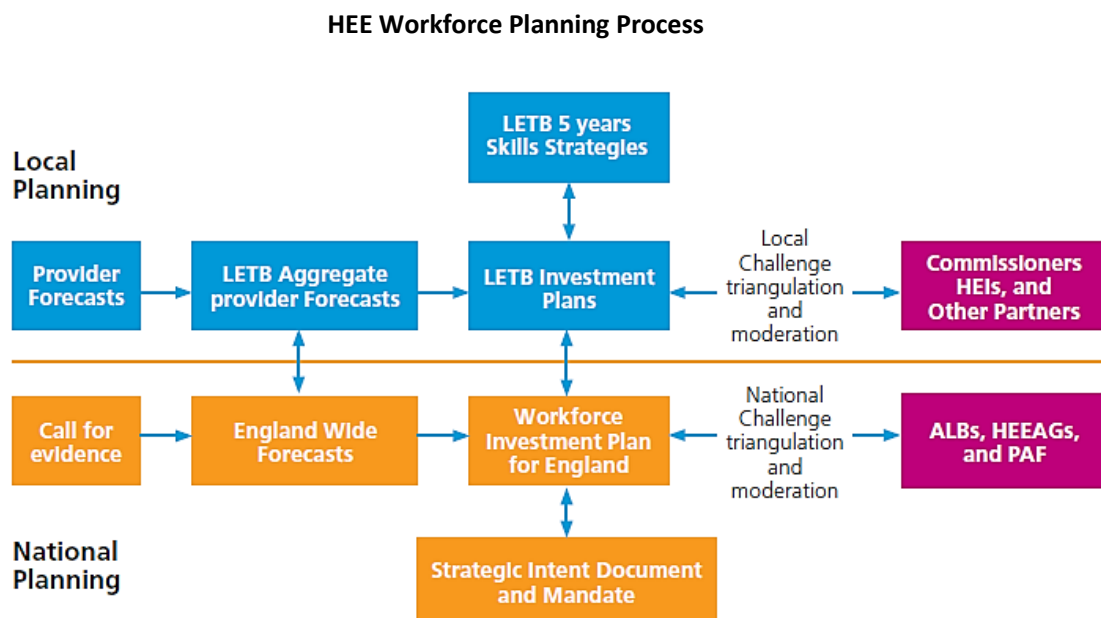 HEE Workforce Planning Process
LETB 5 years
Skills Strategies
Local
Planning
Provider
Forecasts
LETB Aggregate
provider Forecasts
LETB Investment
Plans
Local
Challenge
triangulation
and
moderation
Commissioners
HEIs, and
Other Partners
Call for
evidence
England Wide
Forecasts
Workforce
Investment Plan
for England
National
Challenge
triangulation
and
moderation
ALBs, HEEAGs,
and PAF
National
Planning
Strategic Intent Document
and Mandate